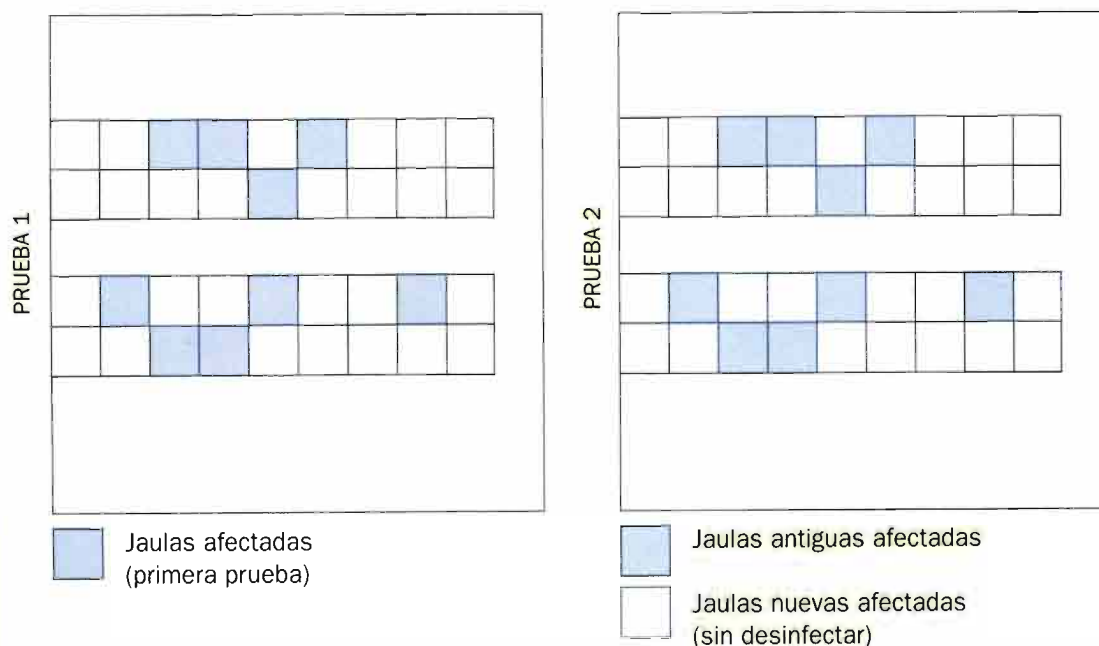 PRUEBA 1
Jaulas afectadas
(primera prueba)
PRUEBA 2
Jaulas antiguas afectadas
Jaulas nuevas afectadas
(sin desinfectar)